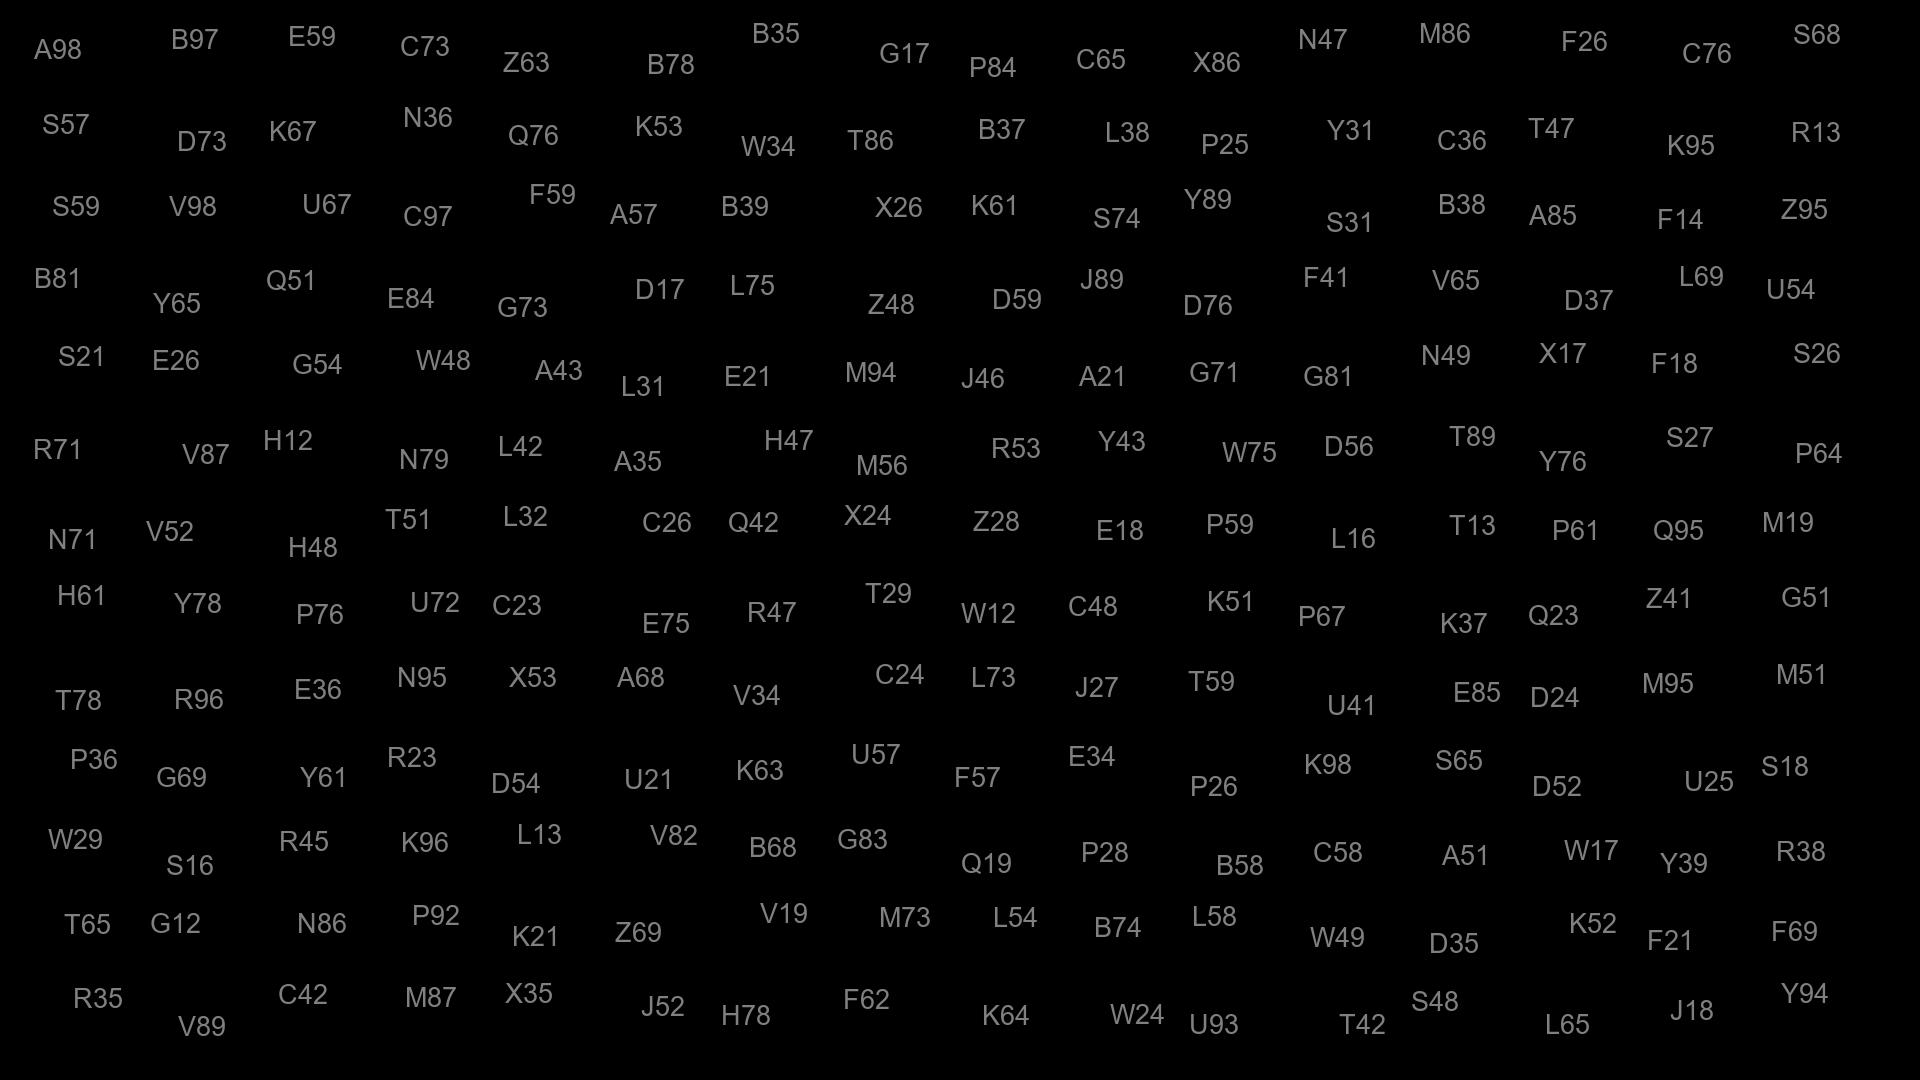 A98 B97 E59 C73 Z63 B78 B35 G17 P84 C65 X86 N47 M86 F26 C76 S68
S57 D73 K67 N36 Q76 K53 W34 T86 B37 L38 P25 Y31 C36 T47 K95 R13
S59 V98 U67 C97 F59 A57 B39 X26 K61 S74 Y89 S31 B38 A85 F14 Z95
B81 Y65 Q51 E84 G73 D17 L75 Z48 D59 J89 D76 F41 V65 D37 L69 U54
S21 E26 G54 W48 A43 L31 E21 M94 J46 A21 G71 G81 N49 X17 F18 S26
R71 V87 H12 N79 L42 A35 H47 M56 R53 Y43 W75 D56 T89 Y76 S27 P64
N71 V52 H48 T51 L32 C26 Q42 X24 Z28 E18 P59 L16 T13 P61 Q95 M19
H61 Y78 P76 U72 C23 E75 R47 T29 W12 C48 K51 P67 K37 Q23 Z41 G51
T78 R96 E36 N95 X53 A68 V34 C24 L73 J27 T59 U41 E85 D24 M95 M51
P36 G69 Y61 R23 D54 U21 K63 U57 F57 E34 P26 K98 S65 D52 U25 S18
W29 S16 R45 K96 L13 V82 B68 G83 Q19 P28 B58 C58 A51 W17 Y39 R38
T65 G12 N86 P92 K21 Z69 V19 M73 L54 B74 L58 W49 D35 K52 F21 F69
R35 V89 C42 M87 X35 J52 H78 F62 K64 W24 U93 T42 S48 L65 J18 Y94